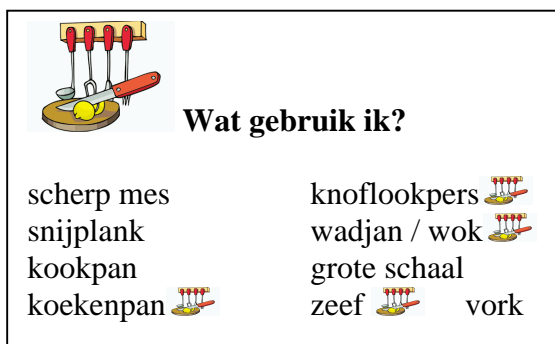 Wat gebruik ik?
scherp mes
snijplank
kookpan
koekenpan
knoflookpers
wadjan / wok
grote schaal
zeef vork